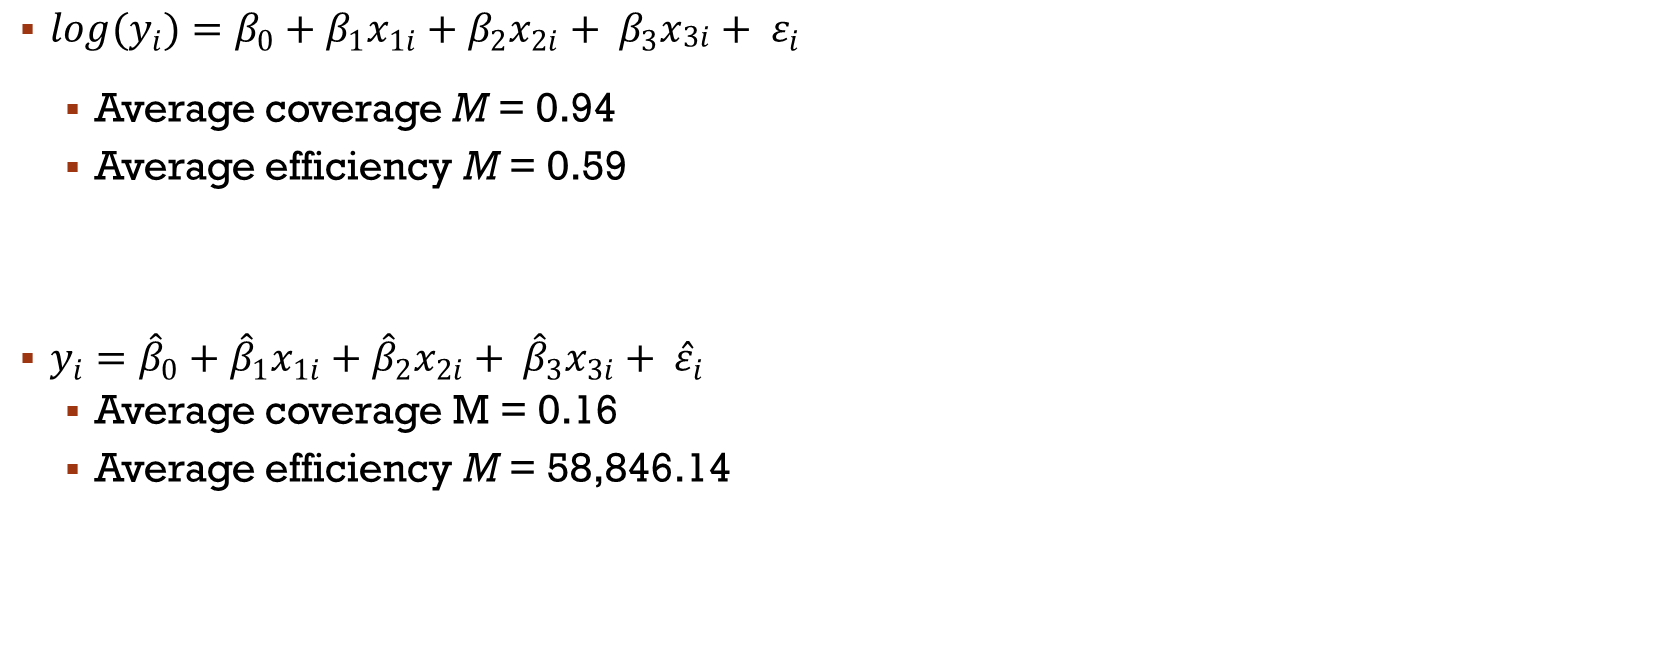 ▪ log(yᵢ) = β₀ + β₁x₁ᵢ + β₂x₂ᵢ + β₃x₃ᵢ + εᵢ
▪ Average coverage M = 0.94
▪ Average efficiency M = 0.59
▪ yᵢ = β̂₀ + β̂₁x₁ᵢ + β̂₂x₂ᵢ + β̂₃x₃ᵢ + ε̂ᵢ
▪ Average coverage M = 0.16
▪ Average efficiency M = 58,846.14